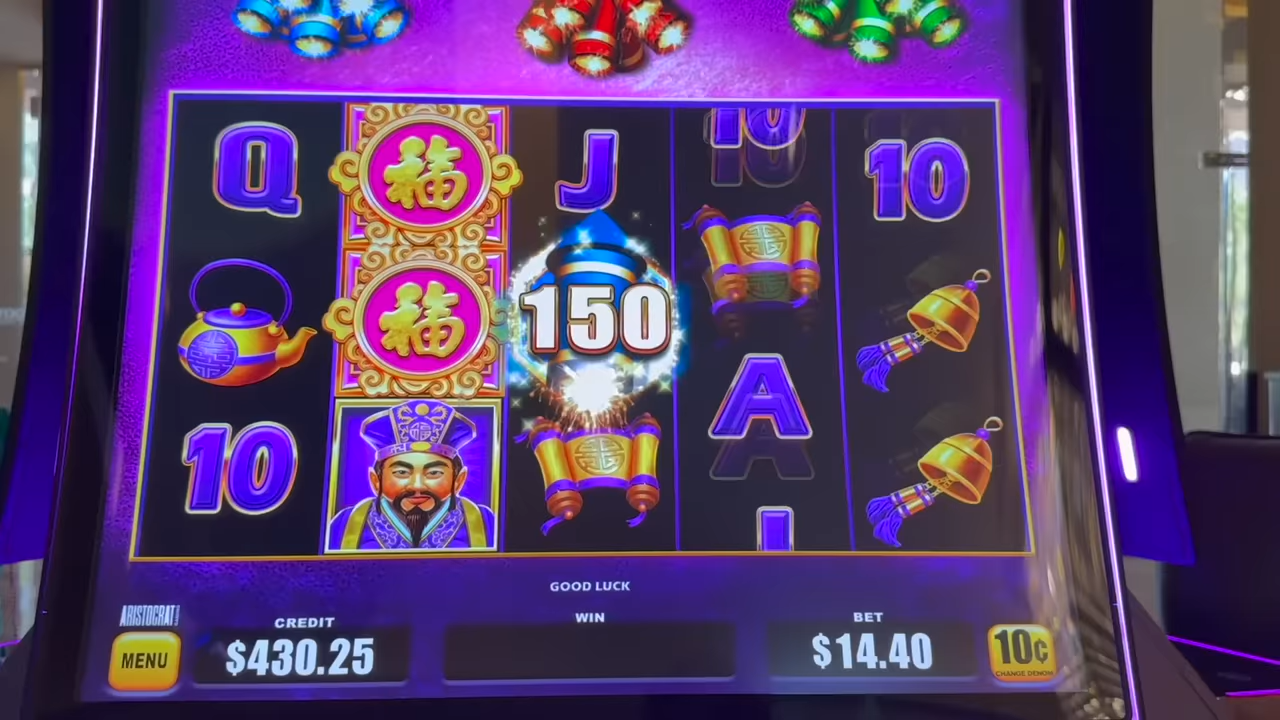 Q 福 J 10 10
福 150
10 A
J
GOOD LUCK
ARISTOCRAT
CREDIT WIN BET
MENU $430.25 $14.40 10¢
CHANGE DENOM